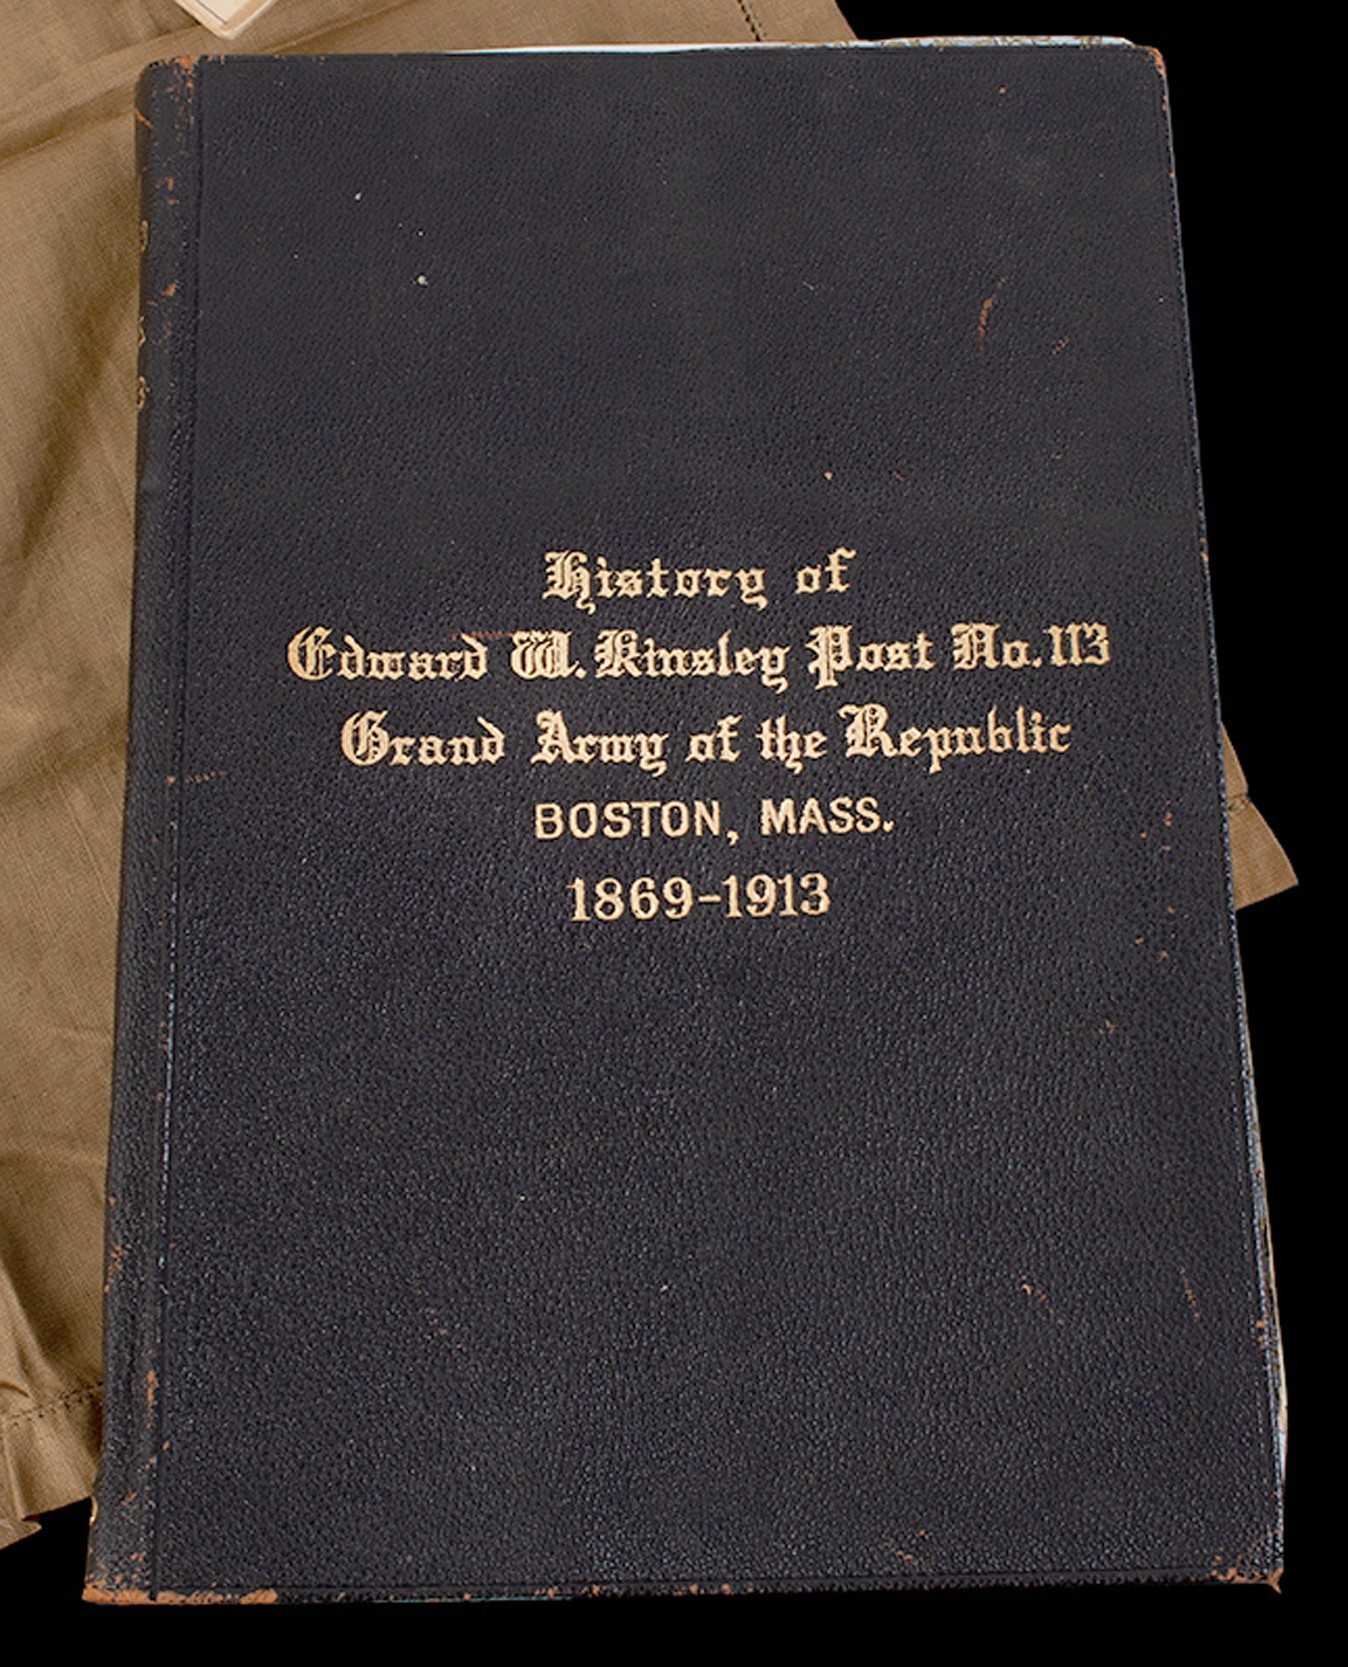 History of
Edward W. Kinsley Post No. 113
Grand Army of the Republic
BOSTON, MASS.
1869-1913